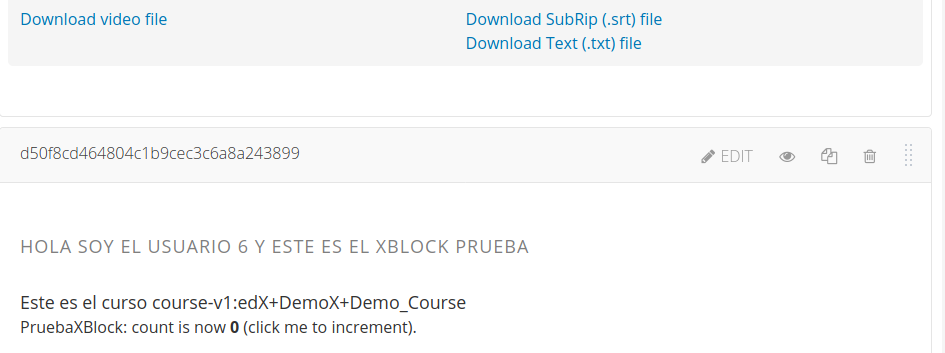 Download video file
Download SubRip (.srt) file
Download Text (.txt) file
d50f8cd464804c1b9cec3c6a8a243899
EDIT
HOLA SOY EL USUARIO 6 Y ESTE ES EL XBLOCK PRUEBA
Este es el curso course-v1:edX+DemoX+Demo_Course
PruebaXBlock: count is now 0 (click me to increment).